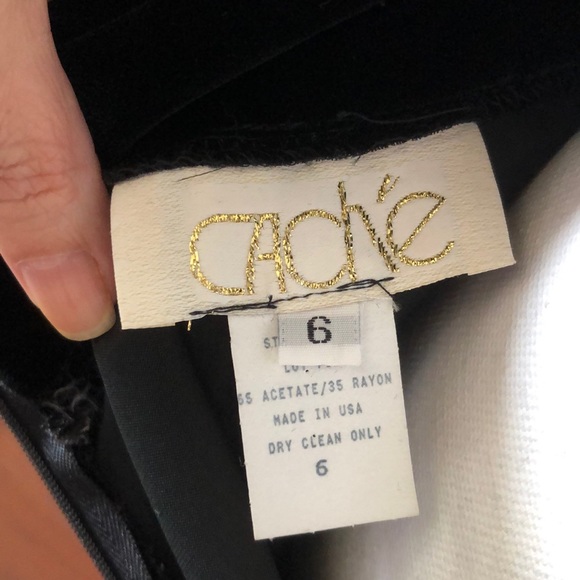 CAché
6
65 ACETATE/35 RAYON
MADE IN USA
DRY CLEAN ONLY
6